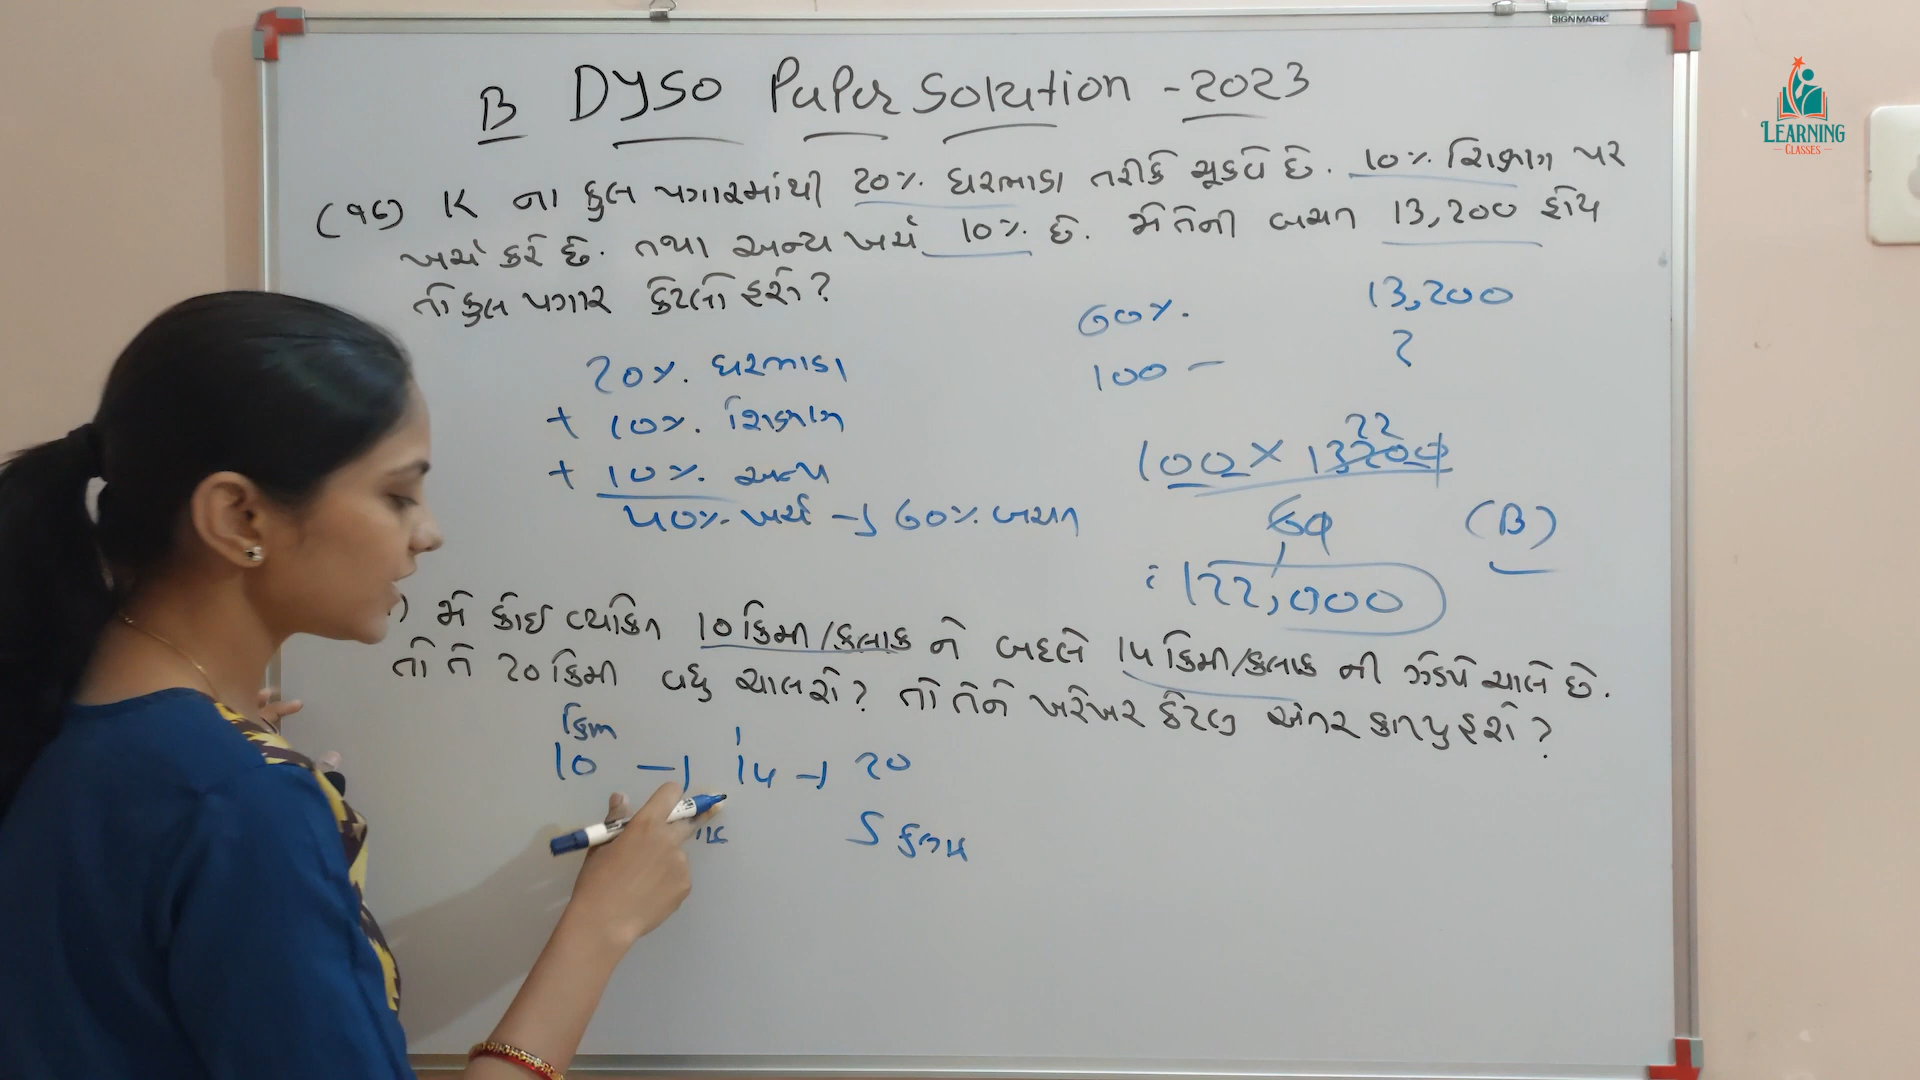 SIGNMARK
LEARNING
CLASSES
B DYSO Paper Solution - 2023
(૧૬) K ના કુલ પગારમાંથી 20% ઘરભાડા તરીકે ચૂકવે છે. 10% શિક્ષણ પર
ખર્ચ કરે છે. તથા અન્ય ખર્ચ 10% છે. જો તેની બચત 13,200 હોય
તો કુલ પગાર કેટલો હશે?
60% 13,200
100 - ?
20% ઘરભાડા
+ 10% શિક્ષણ
+ 10% અન્ય
40% ખર્ચ → 60% બચત
22
100 × 13200
60
(B)
: 122,000
) જો કોઈ વ્યકિત 10 કિમી/કલાક ને બદલે 14 કિમી/કલાક ની ઝડપે ચાલે છે.
તો તે 20 કિમી વધુ ચાલશે? તો તેને ખરેખર કેટલુ અંતર કાપ્યુ હશે?
કિમ
10 → 14 → 20
5 કલાક